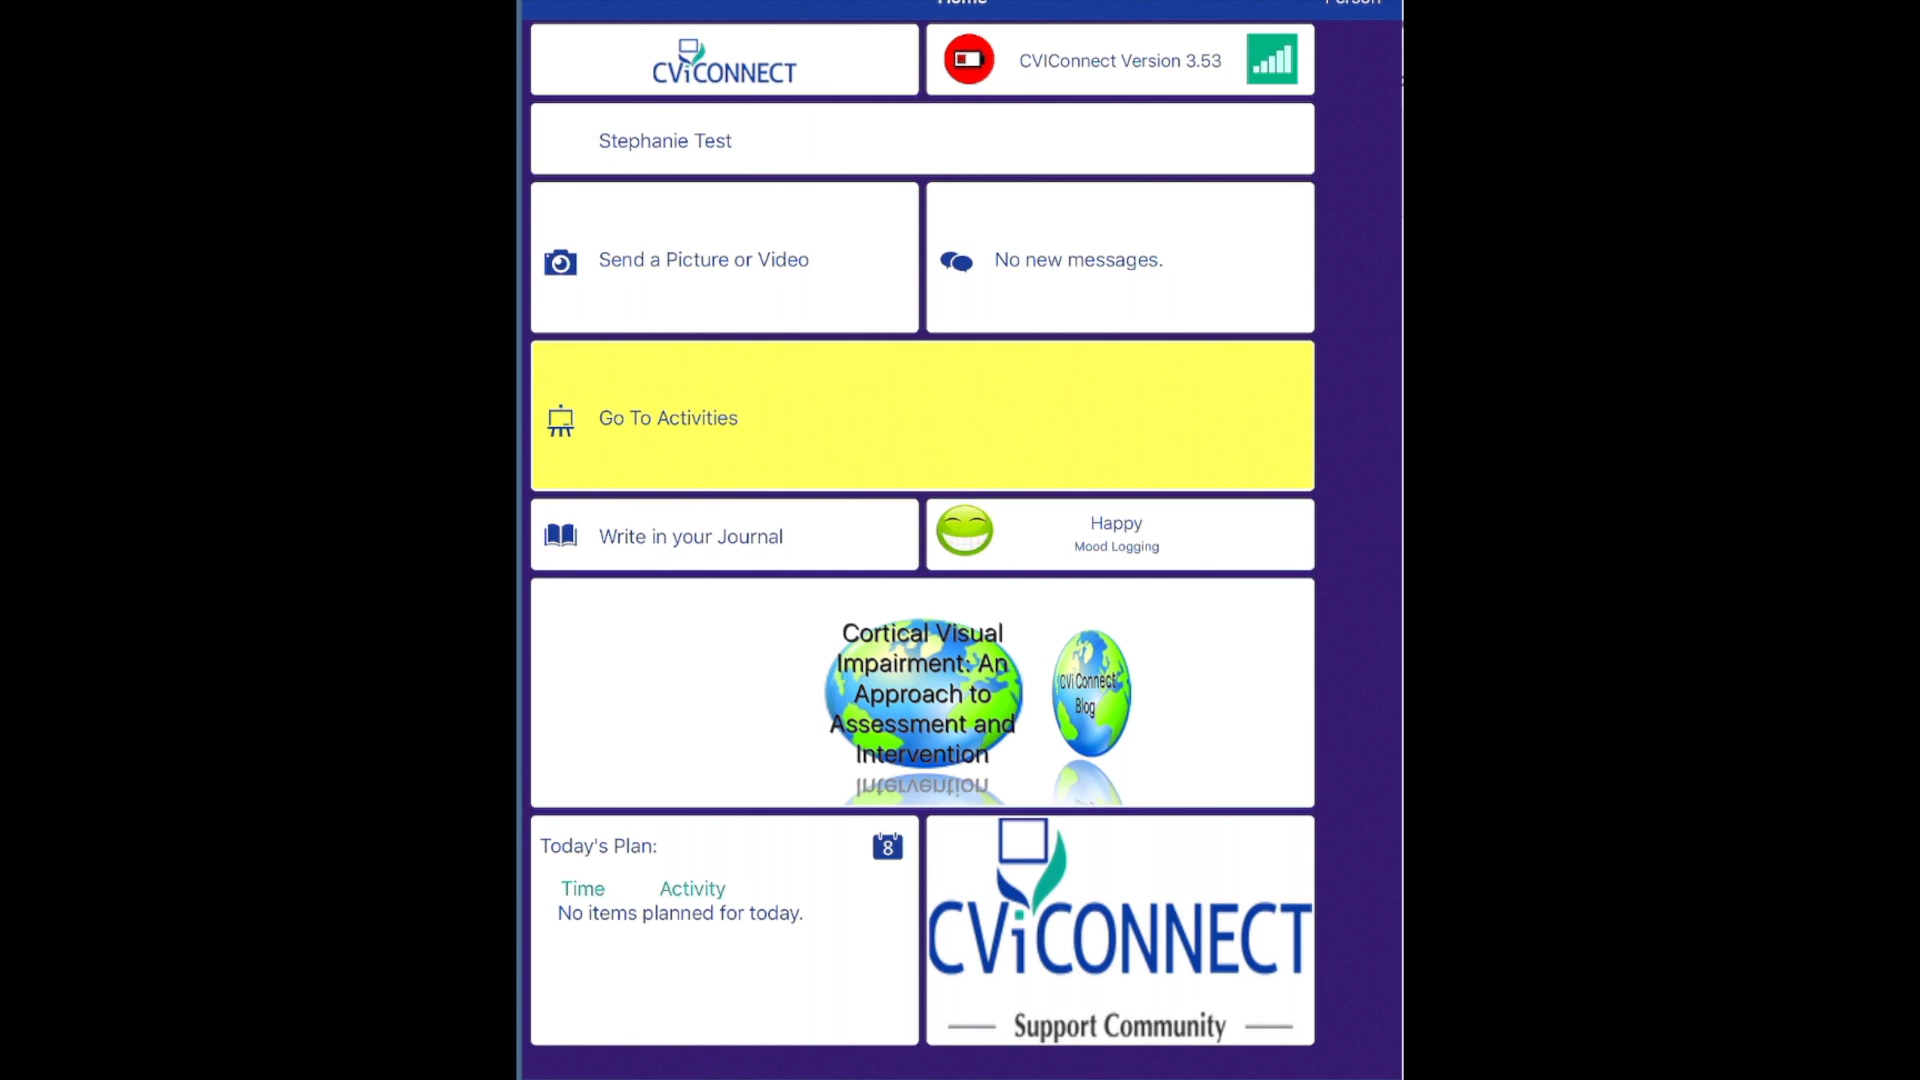 Home
Person
CViCONNECT
CVIConnect Version 3.53
Stephanie Test
Send a Picture or Video
No new messages.
Go To Activities
Write in your Journal
Happy
Mood Logging
Cortical Visual
Impairment: An
Approach to
Assessment and
Intervention
CVi Connect
Blog
Today's Plan:
8
Time Activity
No items planned for today.
CViCONNECT
Support Community